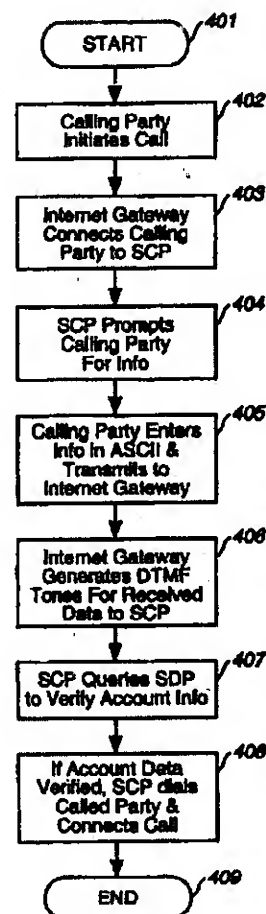 START
401
402
Calling Party
Initiates Call
403
Internet Gateway
Connects Calling
Party to SCP
404
SCP Prompts
Calling Party
For Info
405
Calling Party Enters
Info in ASCII &
Transmits to
Internet Gateway
406
Internet Gateway
Generates DTMF
Tones For Received
Data to SCP
407
SCP Queries SDP
to Verify Account Info
408
If Account Data
Verified, SCP dials
Called Party &
Connects Call
409
END